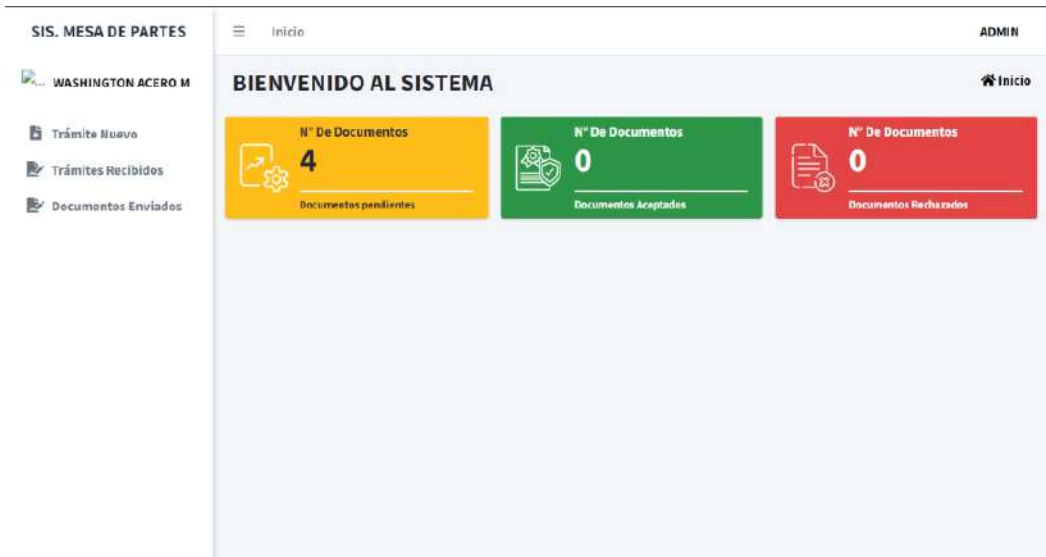 SIS. MESA DE PARTES
Inicio
ADMIN
WASHINGTON ACERO M
BIENVENIDO AL SISTEMA
Inicio
Trámite Nuevo
Trámites Recibidos
Documentos Enviados
N° De Documentos
4
Documentos pendientes
N° De Documentos
0
Documentos Aceptados
N° De Documentos
0
Documentos Rechazados